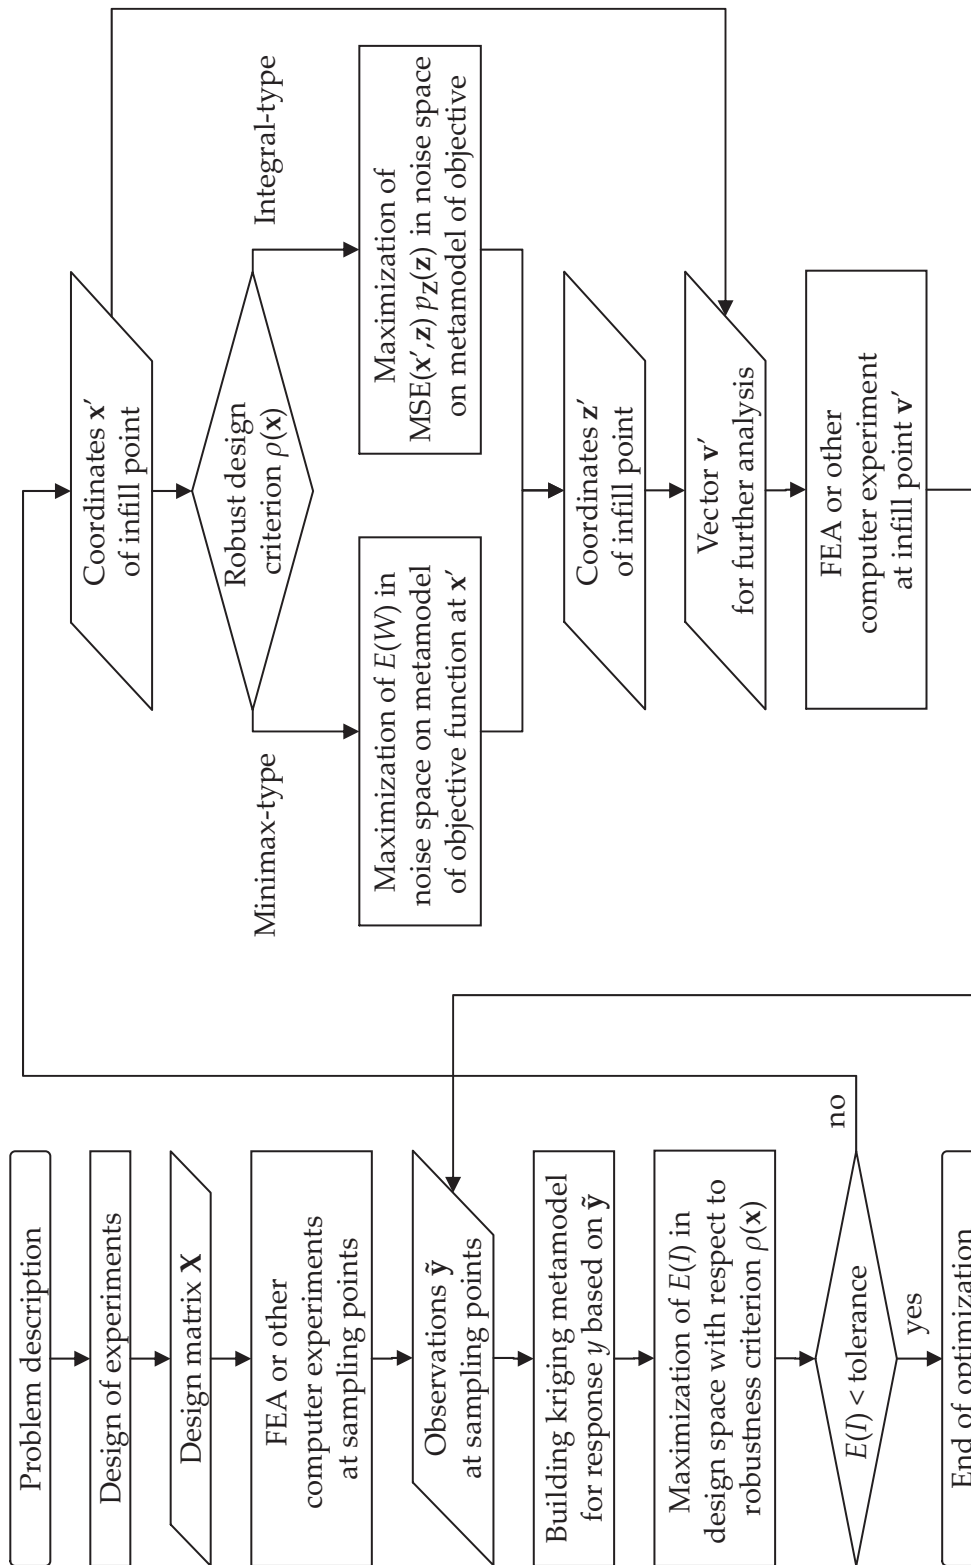 Problem description
Design of experiments
Design matrix X
FEA or other
computer experiments
at sampling points
Observations ỹ
at sampling points
Building kriging metamodel
for response y based on ỹ
Maximization of E(I) in
design space with respect to
robustness criterion ρ(x)
E(I) < tolerance
no
yes
End of optimization
Coordinates x′
of infill point
Robust design
criterion ρ(x)
Minimax-type
Integral-type
Maximization of E(W) in
noise space on metamodel
of objective function at x′
Maximization of
MSE(x′,z) pZ(z) in noise space
on metamodel of objective
Coordinates z′
of infill point
Vector v′
for further analysis
FEA or other
computer experiment
at infill point v′